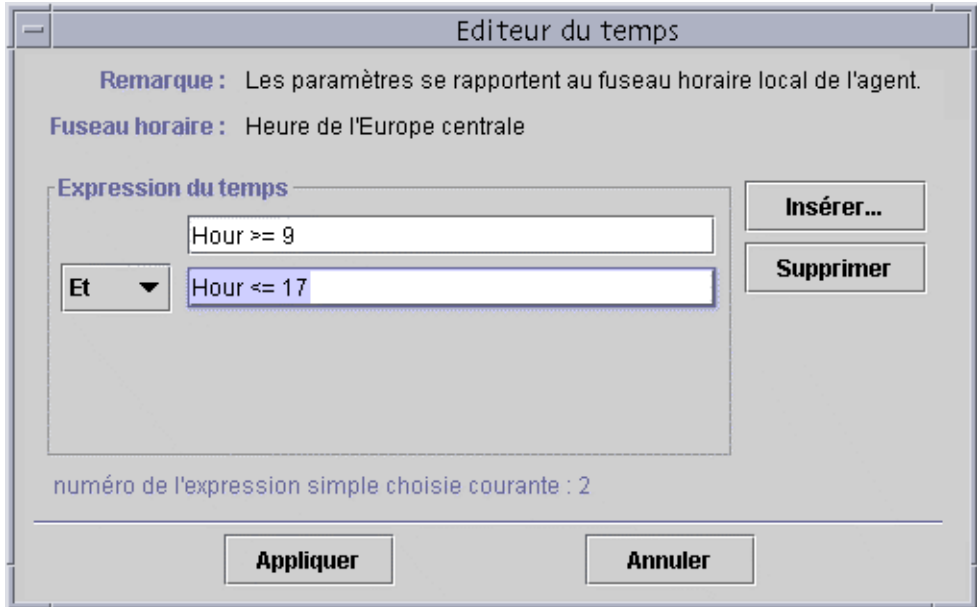 Editeur du temps
Remarque : Les paramètres se rapportent au fuseau horaire local de l'agent.
Fuseau horaire : Heure de l'Europe centrale
Expression du temps
Insérer...
Hour >= 9
Supprimer
Et Hour <= 17
numéro de l'expression simple choisie courante : 2
Appliquer Annuler